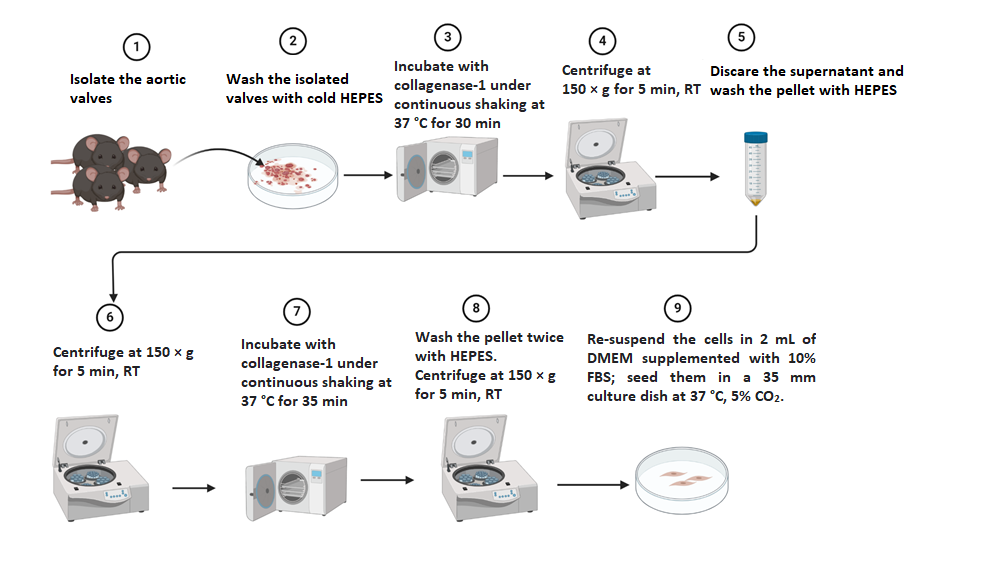 1
Isolate the aortic
valves
2
Wash the isolated
valves with cold HEPES
3
Incubate with
collagenase-1 under
continuous shaking at
37 °C for 30 min
4
Centrifuge at
150 × g for 5 min, RT
5
Discare the supernatant and
wash the pellet with HEPES
6
Centrifuge at 150 × g
for 5 min, RT
7
Incubate with
collagenase-1 under
continuous shaking at
37 °C for 35 min
8
Wash the pellet twice
with HEPES.
Centrifuge at 150 × g
for 5 min, RT
9
Re-suspend the cells in 2 mL of
DMEM supplemented with 10%
FBS; seed them in a 35 mm
culture dish at 37 °C, 5% CO₂.